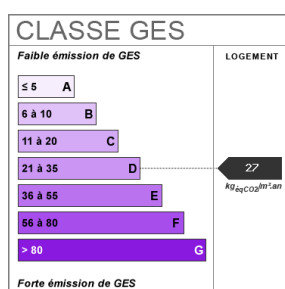 CLASSE GES
Faible émission de GES
LOGEMENT
≤ 5 A
6 à 10 B
11 à 20 C
21 à 35 D
27
kgéqCO2/m².an
36 à 55 E
56 à 80 F
> 80 G
Forte émission de GES